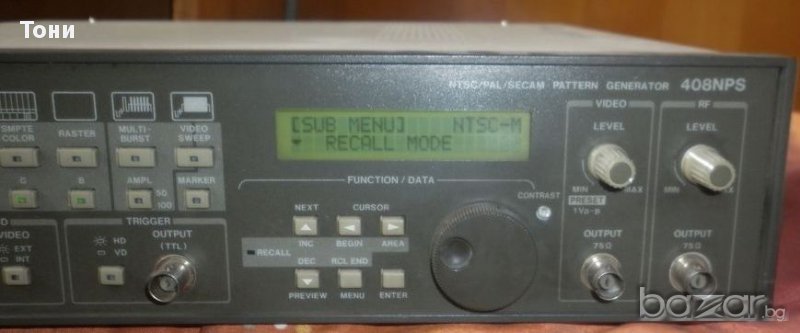 Тони
NTSC/PAL/SECAM PATTERN GENERATOR 408NPS
VIDEO RF
SMPTE COLOR
RASTER
MULTI-BURST
VIDEO SWEEP
[SUB MENU] NTSC-M
RECALL MODE
LEVEL
LEVEL
MIN MAX
PRESET
1Vp-p
MIN MAX
G
B
AMPL
50
100
MARKER
FUNCTION / DATA
CONTRAST
NEXT
CURSOR
INC
BEGIN
AREA
RECALL
DEC
RCL END
PREVIEW
MENU
ENTER
VIDEO
EXT
INT
TRIGGER
HD
VD
OUTPUT
(TTL)
OUTPUT
75Ω
OUTPUT
75Ω
bazar.bg